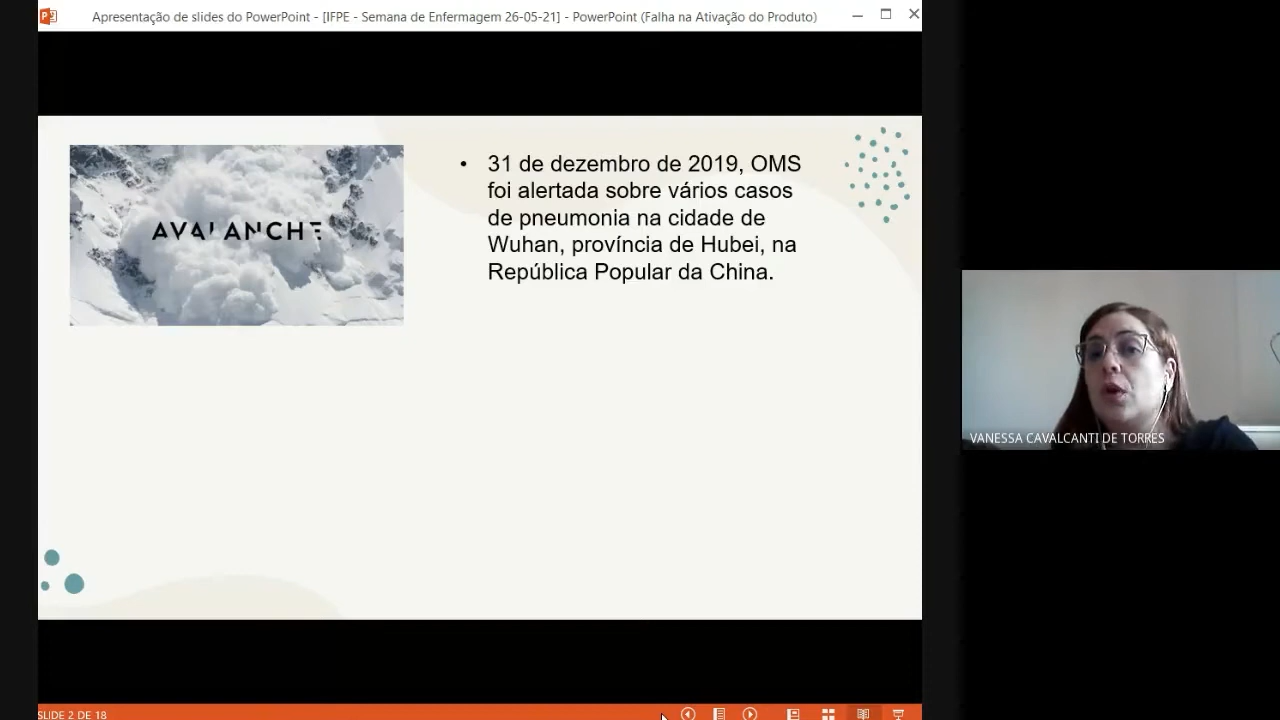 Apresentação de slides do PowerPoint - [IFPE - Semana de Enfermagem 26-05-21] - PowerPoint (Falha na Ativação do Produto)
AVALANCHE
• 31 de dezembro de 2019, OMS
foi alertada sobre vários casos
de pneumonia na cidade de
Wuhan, província de Hubei, na
República Popular da China.
VANESSA CAVALCANTI DE TORRES
SLIDE 2 DE 18